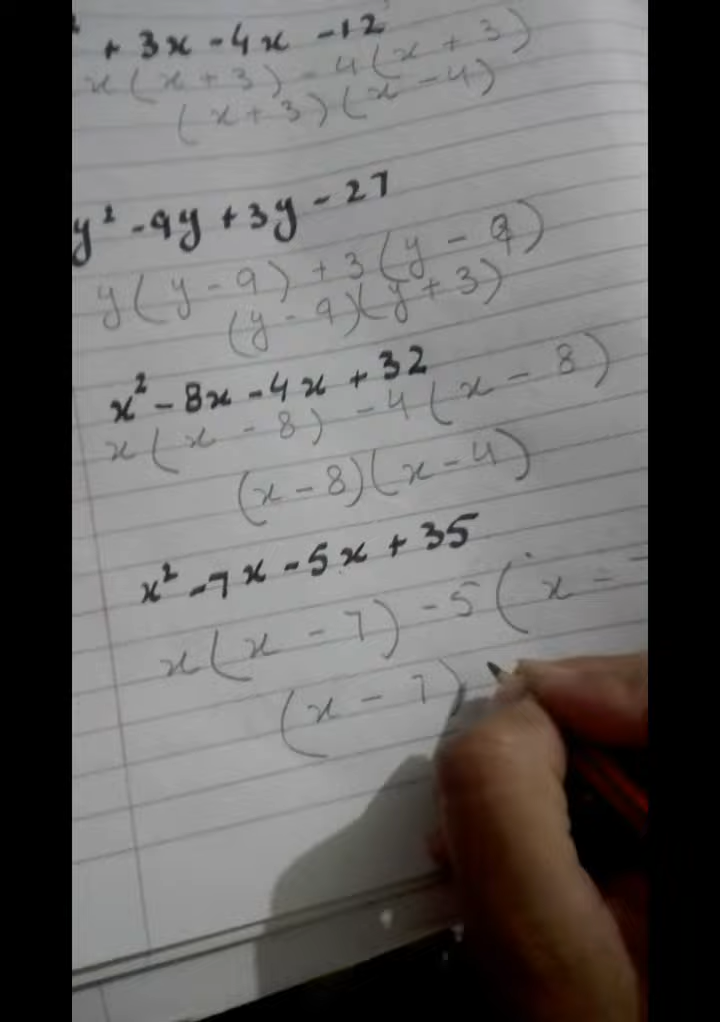 ² + 3x - 4x - 12
x(x + 3) - 4(x + 3)
(x + 3)(x - 4)
y² - 9y + 3y - 27
y(y - 9) + 3(y - 9)
(y - 9)(y + 3)
x² - 8x - 4x + 32
x(x - 8) - 4(x - 8)
(x - 8)(x - 4)
x² - 7x - 5x + 35
x(x - 7) - 5(x -
(x - 7)